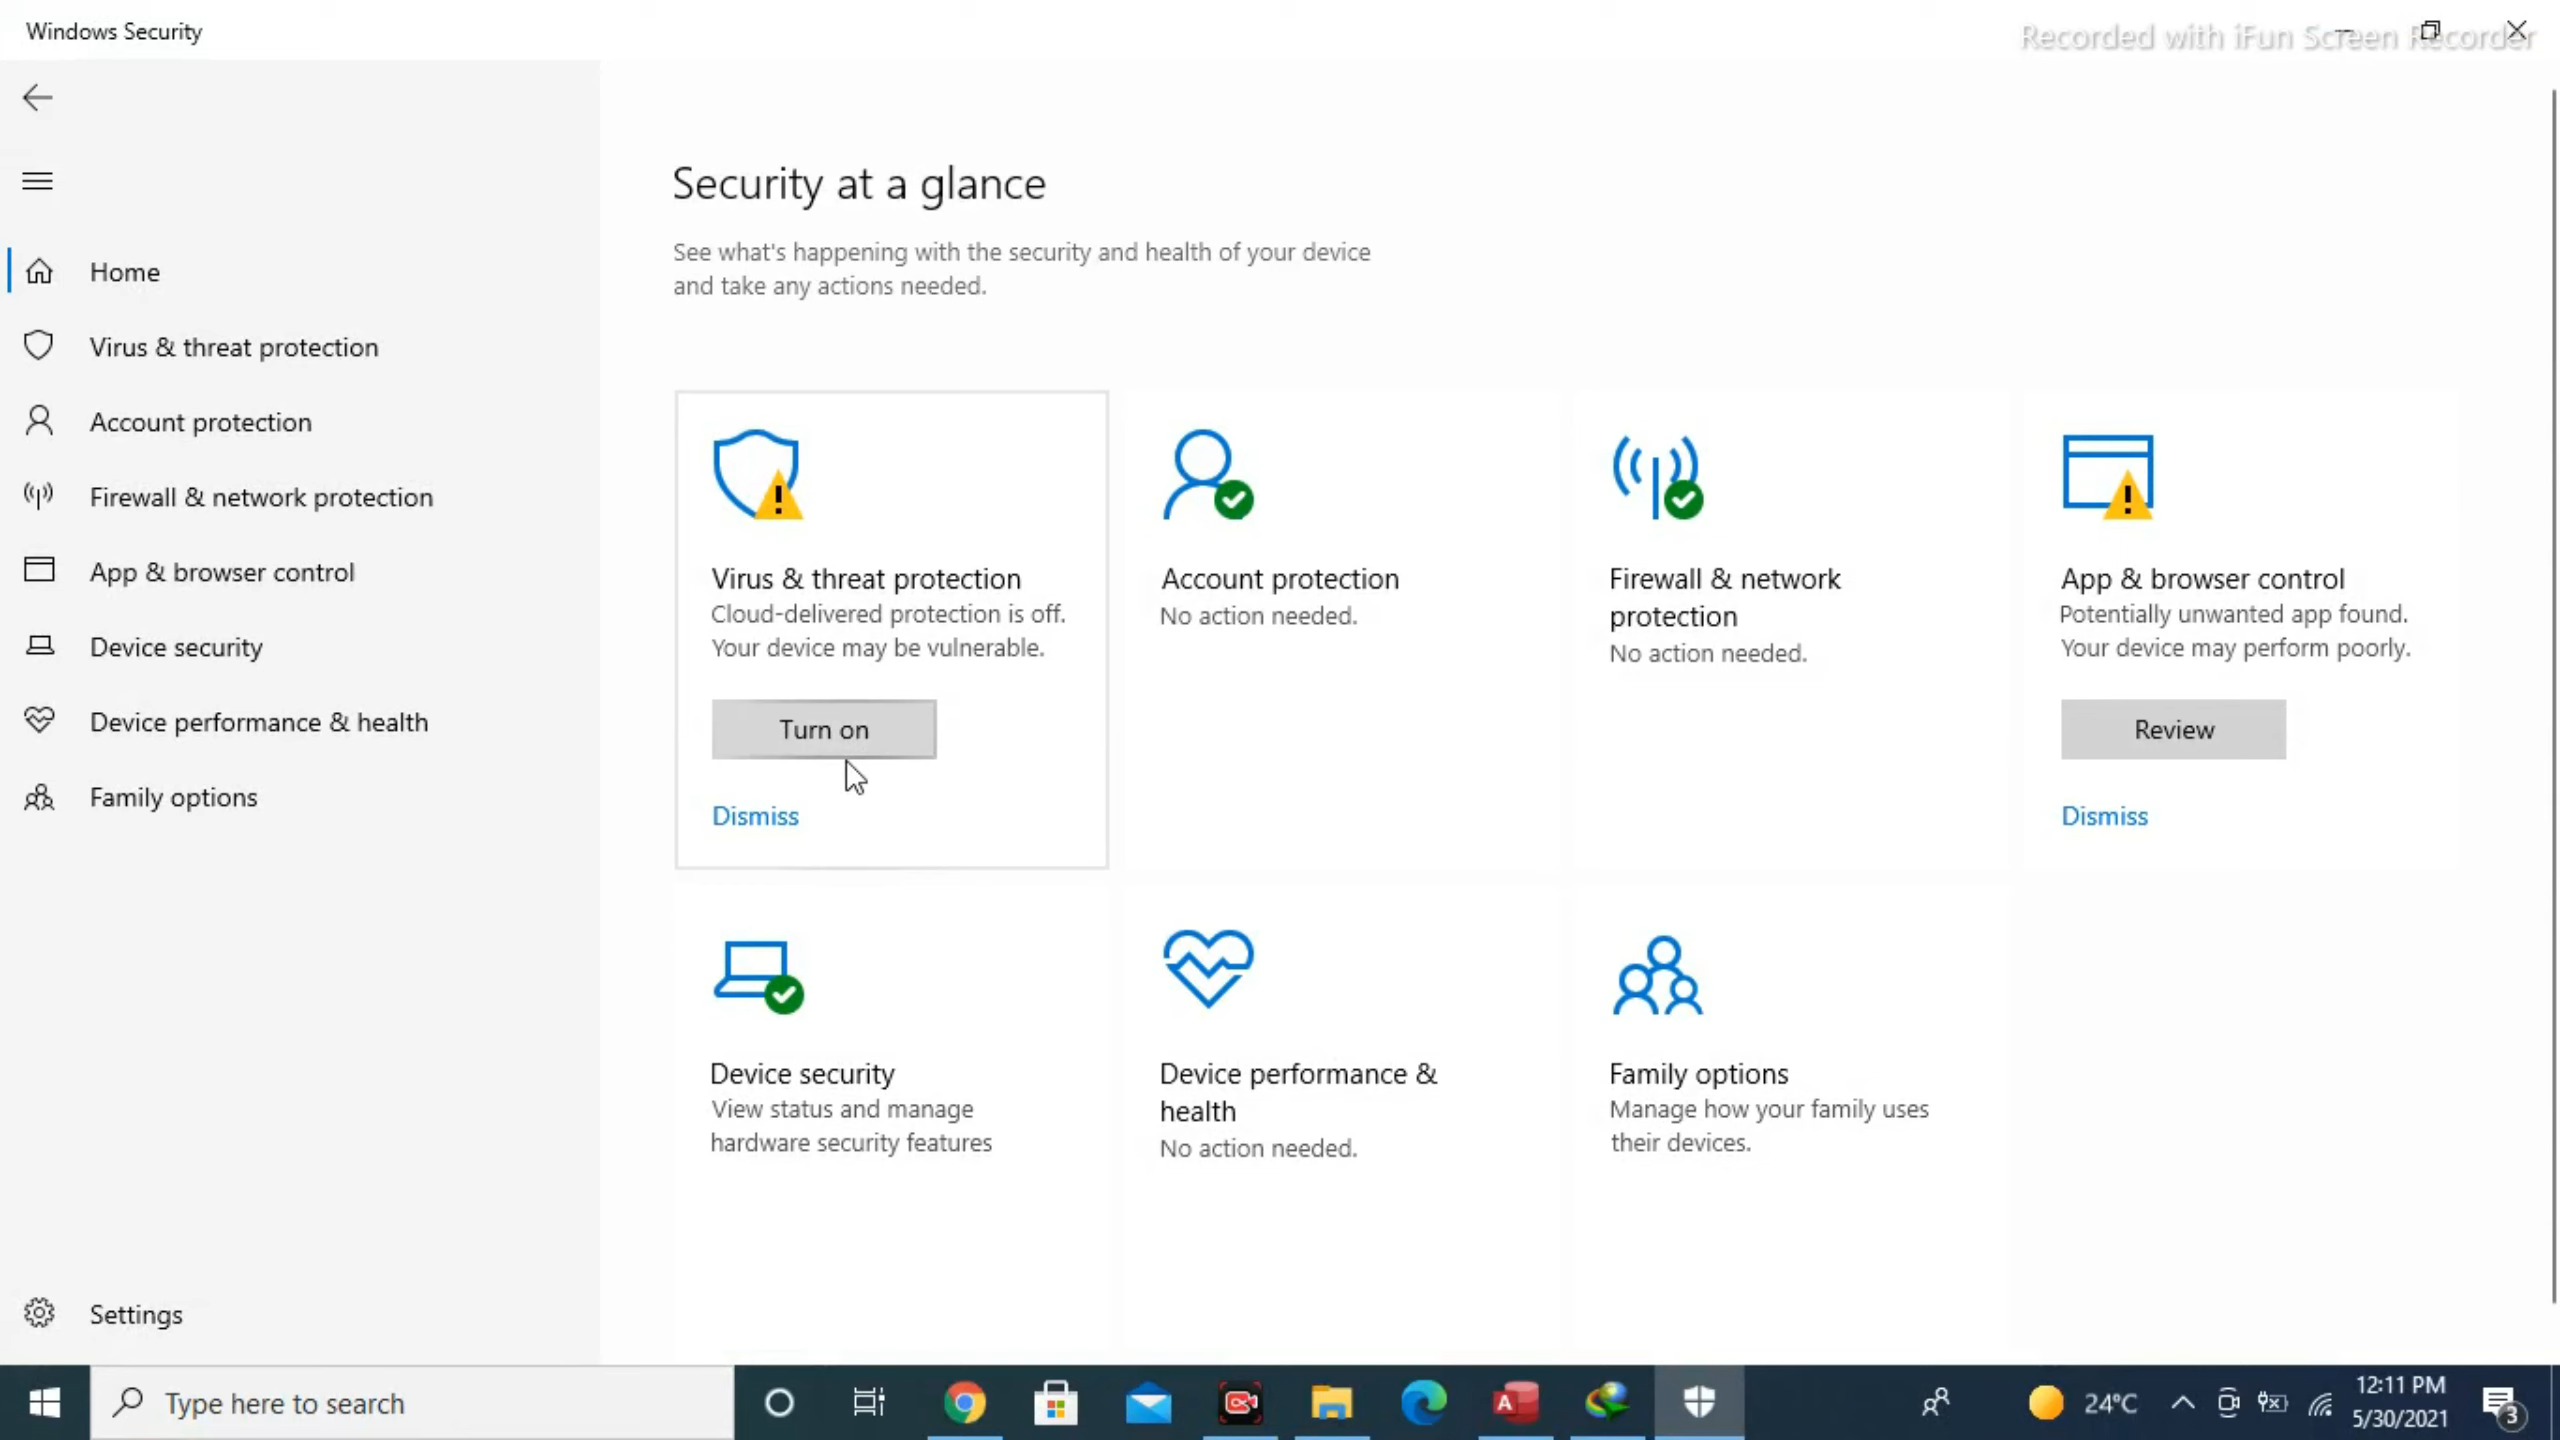 Windows Security
Recorded with iFun Screen Recorder
Home
Virus & threat protection
Account protection
Firewall & network protection
App & browser control
Device security
Device performance & health
Family options
Settings
Security at a glance
See what's happening with the security and health of your device
and take any actions needed.
Virus & threat protection
Cloud-delivered protection is off.
Your device may be vulnerable.
Turn on
Dismiss
Account protection
No action needed.
Firewall & network
protection
No action needed.
App & browser control
Potentially unwanted app found.
Your device may perform poorly.
Review
Dismiss
Device security
View status and manage
hardware security features
Device performance &
health
No action needed.
Family options
Manage how your family uses
their devices.
Type here to search
A
24°C
12:11 PM
5/30/2021
3